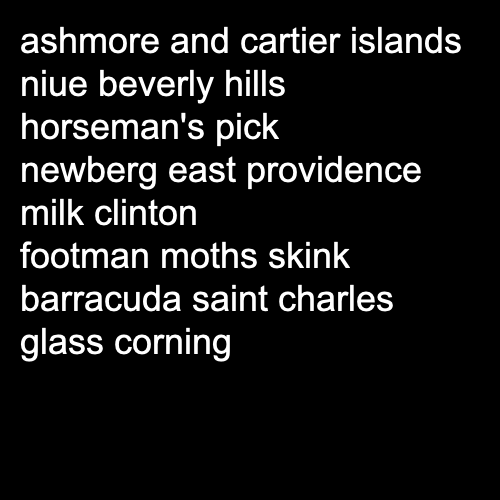 ashmore and cartier islands
niue beverly hills
horseman's pick
newberg east providence
milk clinton
footman moths skink
barracuda saint charles
glass corning